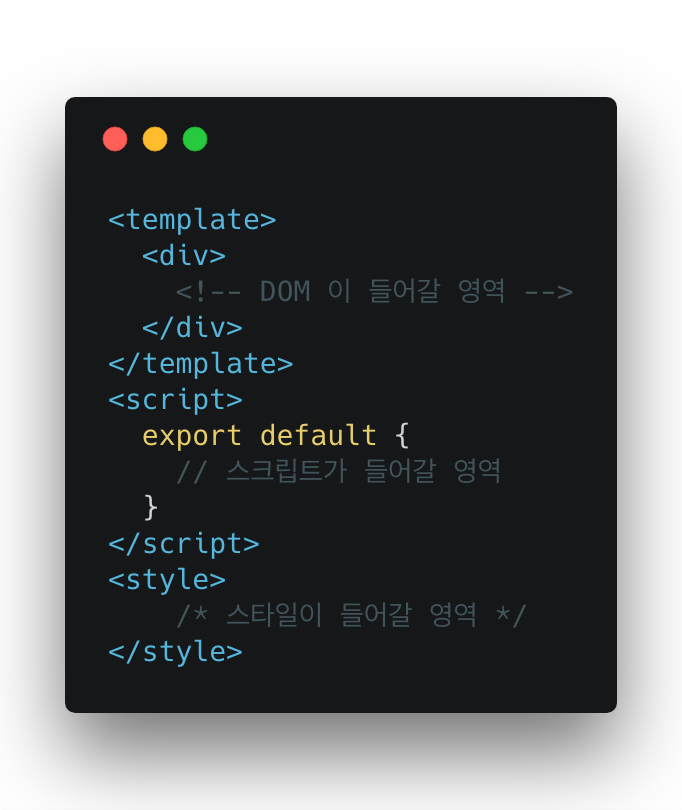 <template>
  <div>
    <!-- DOM 이 들어갈 영역 -->
  </div>
</template>
<script>
  export default {
    // 스크립트가 들어갈 영역
  }
</script>
<style>
    /* 스타일이 들어갈 영역 */
</style>